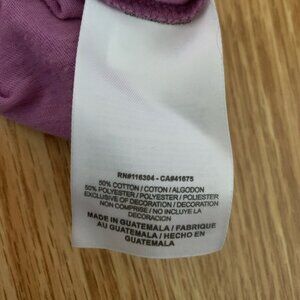 RN#116304 - CA#41675
50% COTTON / COTON / ALGODON
50% POLYESTER / POLYESTER / POLIESTER
EXCLUSIVE OF DECORATION / DECORATION
NON COMPRISE / NO INCLUYE LA
DECORACION
MADE IN GUATEMALA / FABRIQUE
AU GUATEMALA / HECHO EN
GUATEMALA